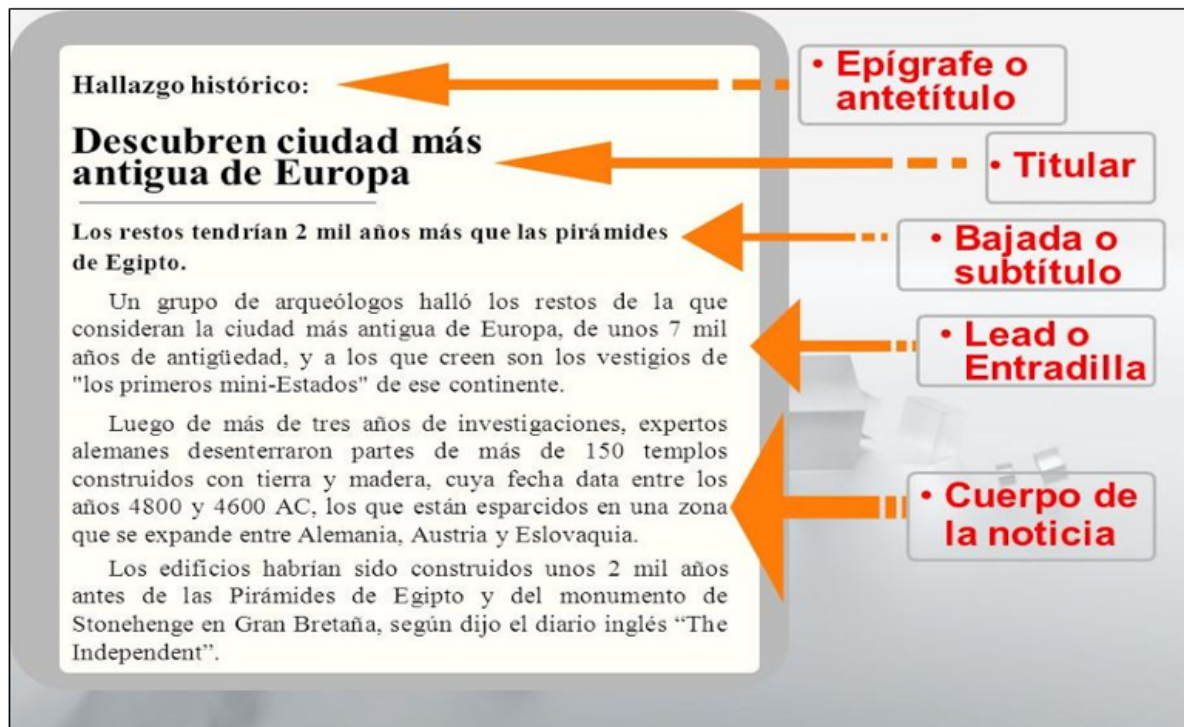 Hallazgo histórico:
Descubren ciudad más
antigua de Europa
Los restos tendrían 2 mil años más que las pirámides
de Egipto.
Un grupo de arqueólogos halló los restos de la que
consideran la ciudad más antigua de Europa, de unos 7 mil
años de antigüedad, y a los que creen son los vestigios de
"los primeros mini-Estados" de ese continente.
Luego de más de tres años de investigaciones, expertos
alemanes desenterraron partes de más de 150 templos
construidos con tierra y madera, cuya fecha data entre los
años 4800 y 4600 AC, los que están esparcidos en una zona
que se expande entre Alemania, Austria y Eslovaquia.
Los edificios habrían sido construidos unos 2 mil años
antes de las Pirámides de Egipto y del monumento de
Stonehenge en Gran Bretaña, según dijo el diario inglés “The
Independent”.
• Epígrafe o
antetítulo
• Titular
• Bajada o
subtítulo
• Lead o
Entradilla
• Cuerpo de
la noticia